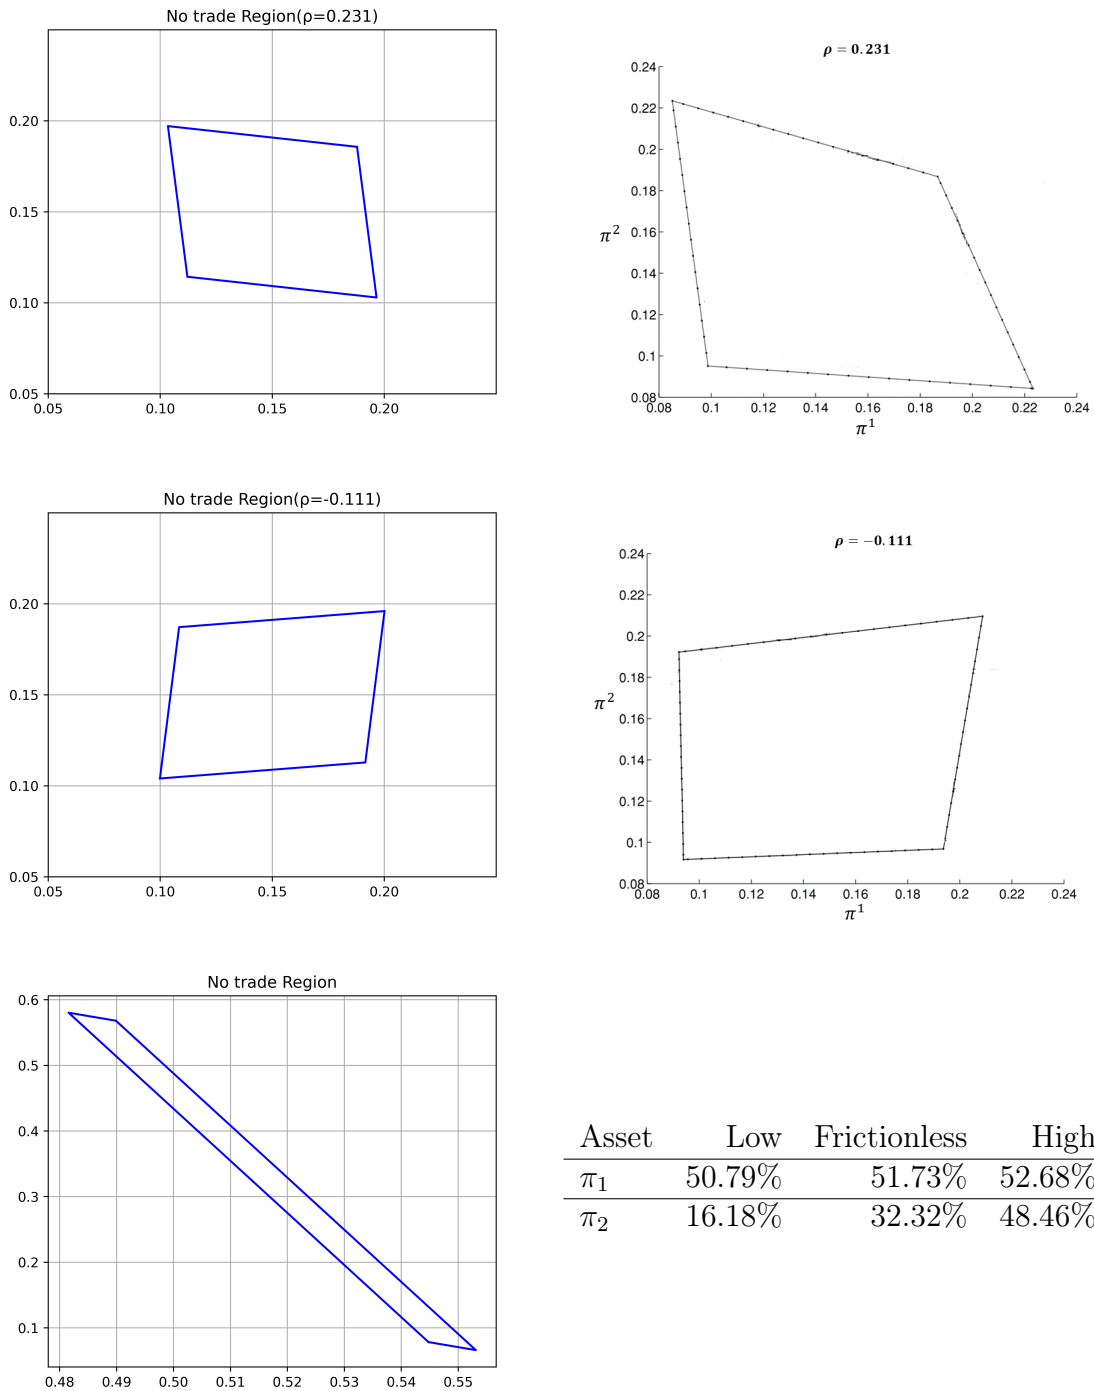 No trade Region(ρ=0.231)
0.20
0.15
0.10
0.05
0.05 0.10 0.15 0.20
ρ = 0.231
0.24
0.22
0.2
0.18
0.16
π² 
0.14
0.12
0.1
0.08
0.08 0.1 0.12 0.14 0.16 0.18 0.2 0.22 0.24
π¹
No trade Region(ρ=-0.111)
0.20
0.15
0.10
0.05
0.05 0.10 0.15 0.20
ρ = −0.111
0.24
0.22
0.2
0.18
π²
0.16
0.14
0.12
0.1
0.08
0.08 0.1 0.12 0.14 0.16 0.18 0.2 0.22 0.24
π¹
No trade Region
0.6
0.5
0.4
0.3
0.2
0.1
0.48 0.49 0.50 0.51 0.52 0.53 0.54 0.55
Asset Low Frictionless High
π₁ 50.79% 51.73% 52.68%
π₂ 16.18% 32.32% 48.46%